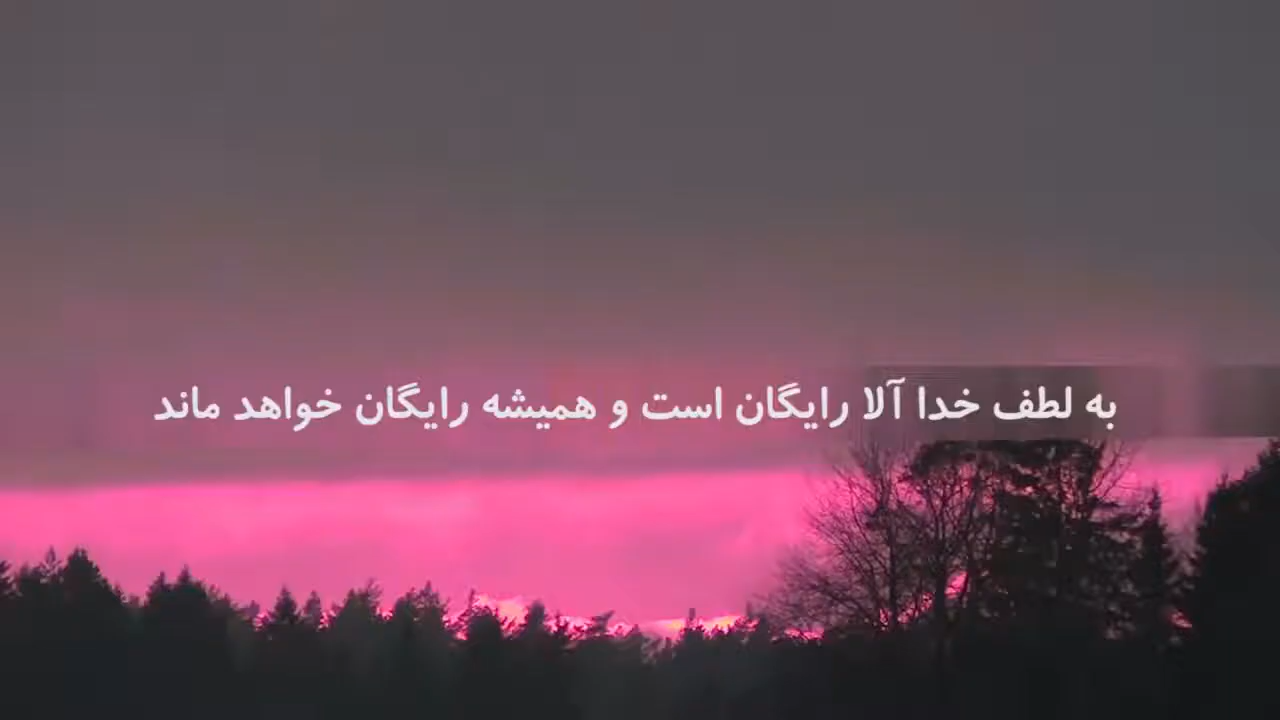 به لطف خدا آلا رایگان است و همیشه رایگان خواهد ماند